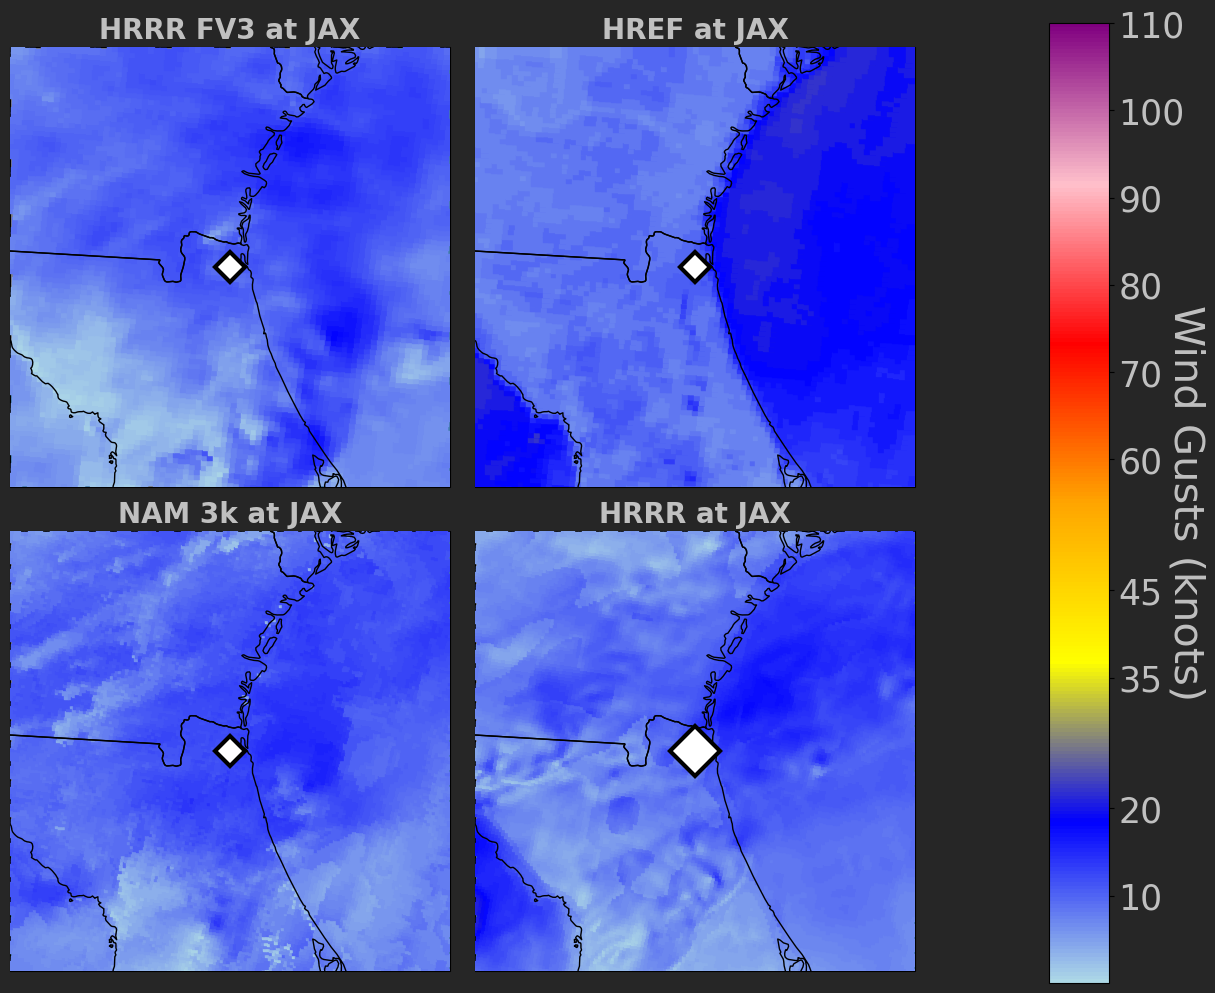 HRRR FV3 at JAX
HREF at JAX
NAM 3k at JAX
HRRR at JAX
110
100
90
80
70
60
45
35
20
10
Wind Gusts (knots)